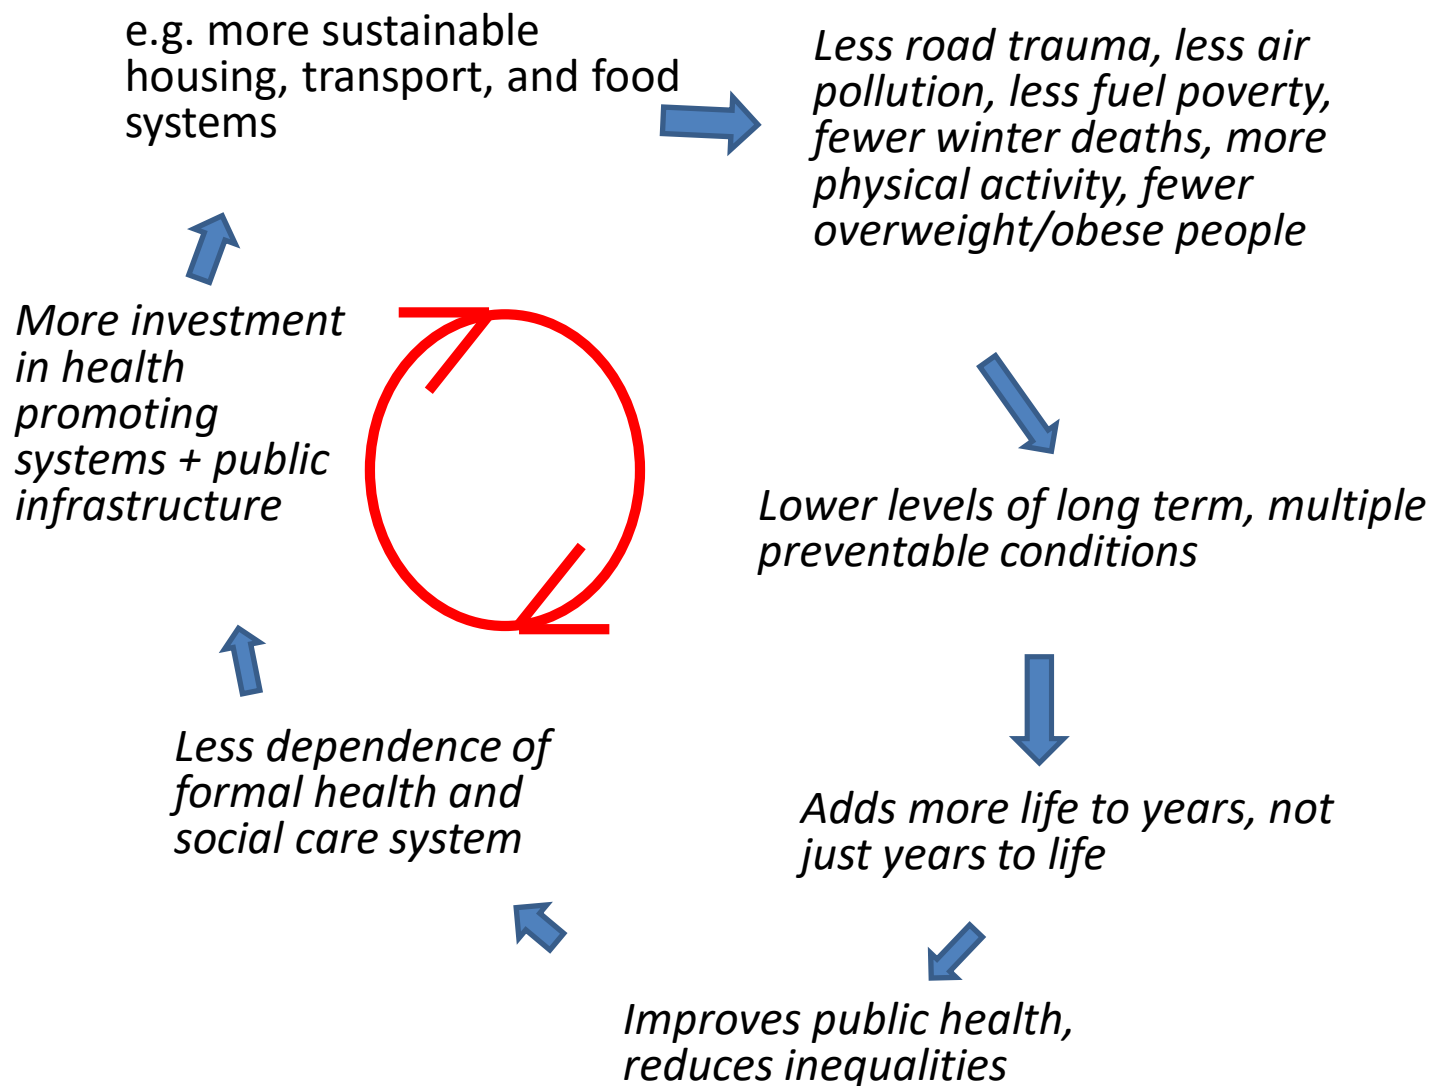 e.g. more sustainable
housing, transport, and food
systems
Less road trauma, less air
pollution, less fuel poverty,
fewer winter deaths, more
physical activity, fewer
overweight/obese people
Lower levels of long term, multiple
preventable conditions
Adds more life to years, not
just years to life
Improves public health,
reduces inequalities
Less dependence of
formal health and
social care system
More investment
in health
promoting
systems + public
infrastructure